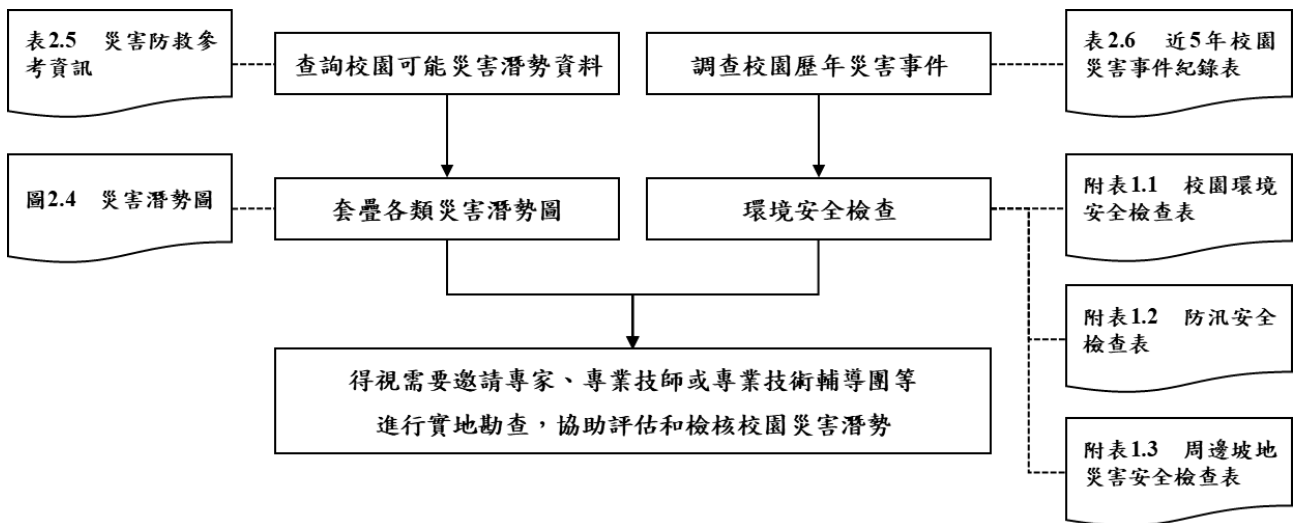 表2.5 災害防救參
考資訊
查詢校園可能災害潛勢資料
調查校園歷年災害事件
表2.6 近5年校園
災害事件紀錄表
圖2.4 災害潛勢圖
套疊各類災害潛勢圖
環境安全檢查
附表1.1 校園環境
安全檢查表
附表1.2 防汛安全
檢查表
得視需要邀請專家、專業技師或專業技術輔導團等
進行實地勘查，協助評估和檢核校園災害潛勢
附表1.3 周邊坡地
災害安全檢查表